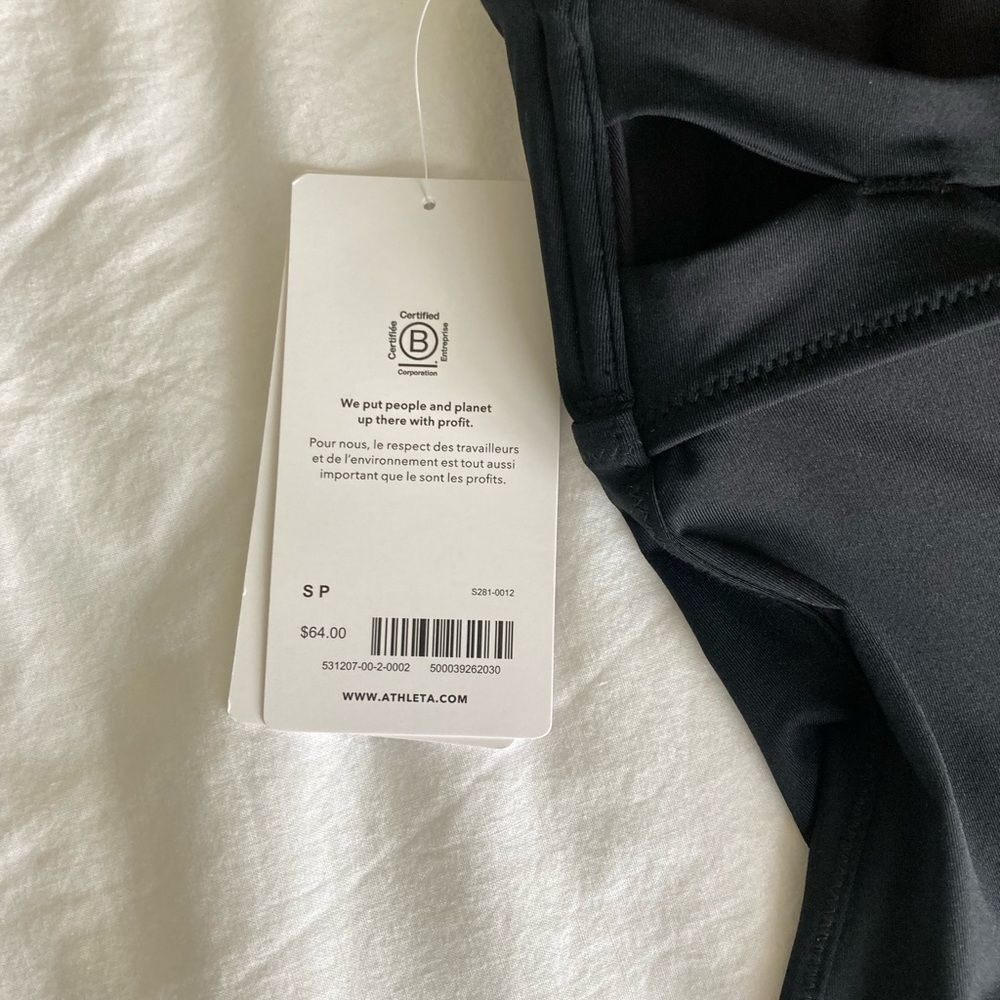 Certified
Certifiée
B
Entreprise
Corporation
We put people and planet
up there with profit.
Pour nous, le respect des travailleurs
et de l'environnement est tout aussi
important que le sont les profits.
S P
S281-0012
$64.00
531207-00-2-0002 500039262030
WWW.ATHLETA.COM